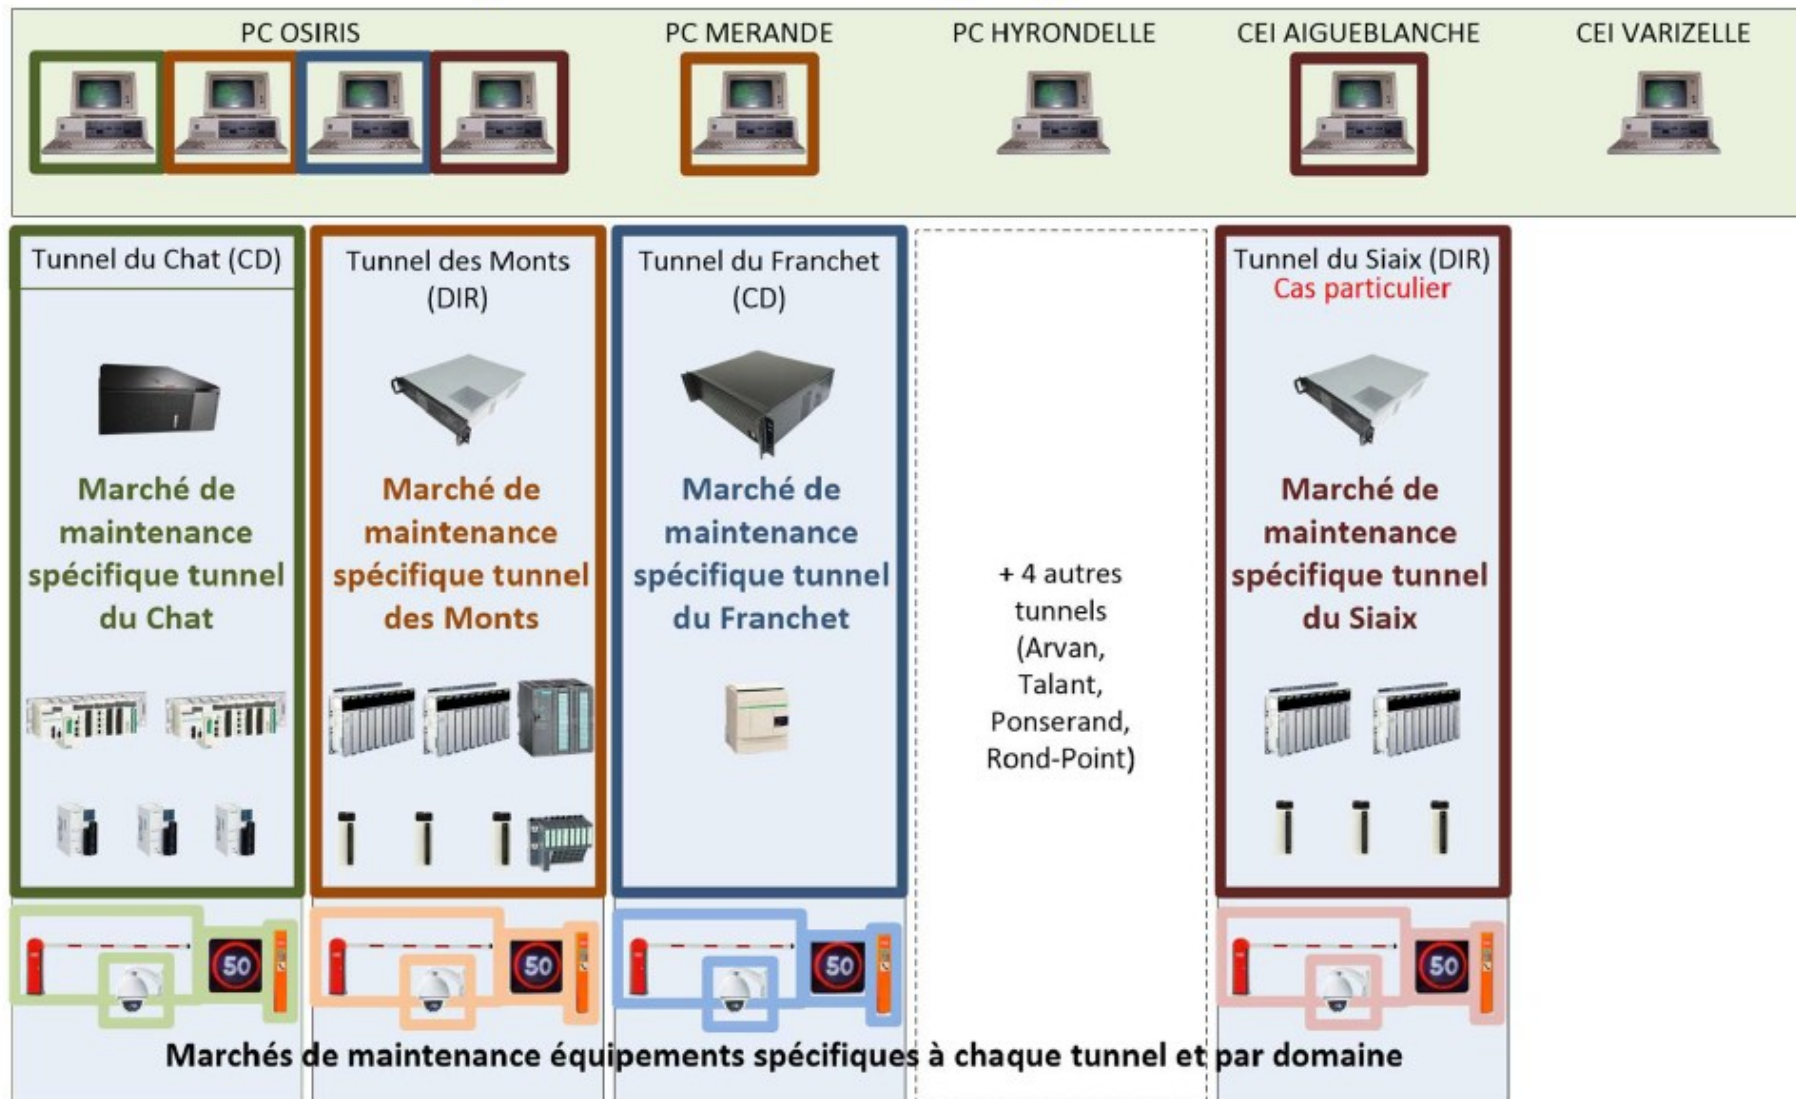 PC OSIRIS
PC MERANDE
PC HYRONDELLE
CEI AIGUEBLANCHE
CEI VARIZELLE
Tunnel du Chat (CD)
Marché de
maintenance
spécifique tunnel
du Chat
Tunnel des Monts
(DIR)
Marché de
maintenance
spécifique tunnel
des Monts
Tunnel du Franchet
(CD)
Marché de
maintenance
spécifique tunnel
du Franchet
+ 4 autres
tunnels
(Arvan,
Talant,
Ponserand,
Rond-Point)
Tunnel du Siaix (DIR)
Cas particulier
Marché de
maintenance
spécifique tunnel
du Siaix
50
50
50
50
Marchés de maintenance équipements spécifiques à chaque tunnel et par domaine